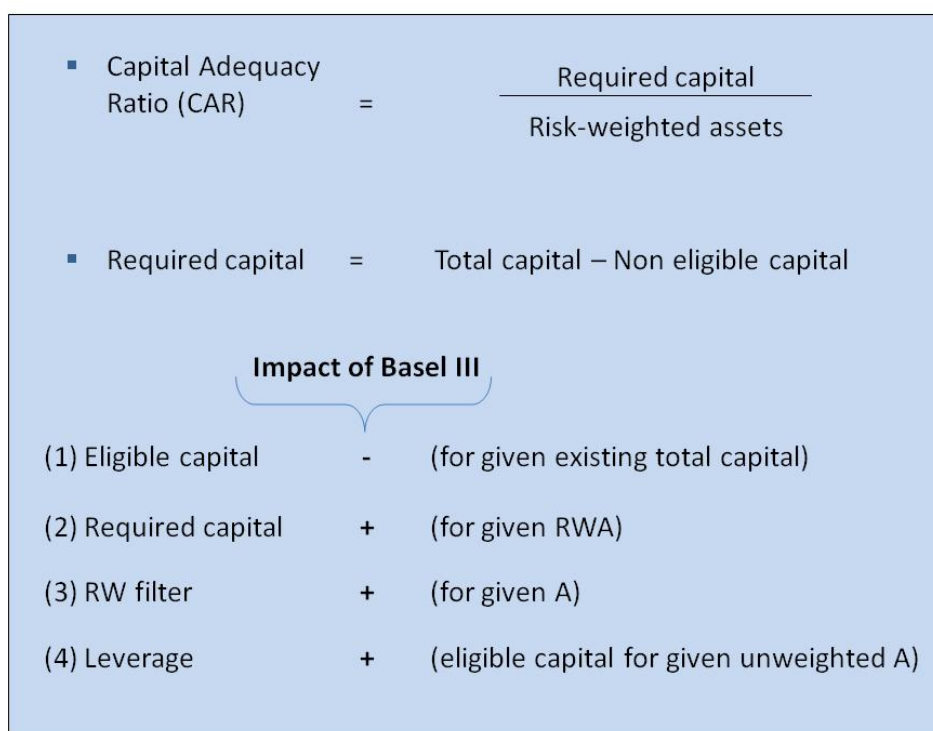 ▪ Capital Adequacy
Ratio (CAR) = Required capital
Risk-weighted assets
▪ Required capital = Total capital – Non eligible capital
Impact of Basel III
(1) Eligible capital - (for given existing total capital)
(2) Required capital + (for given RWA)
(3) RW filter + (for given A)
(4) Leverage + (eligible capital for given unweighted A)